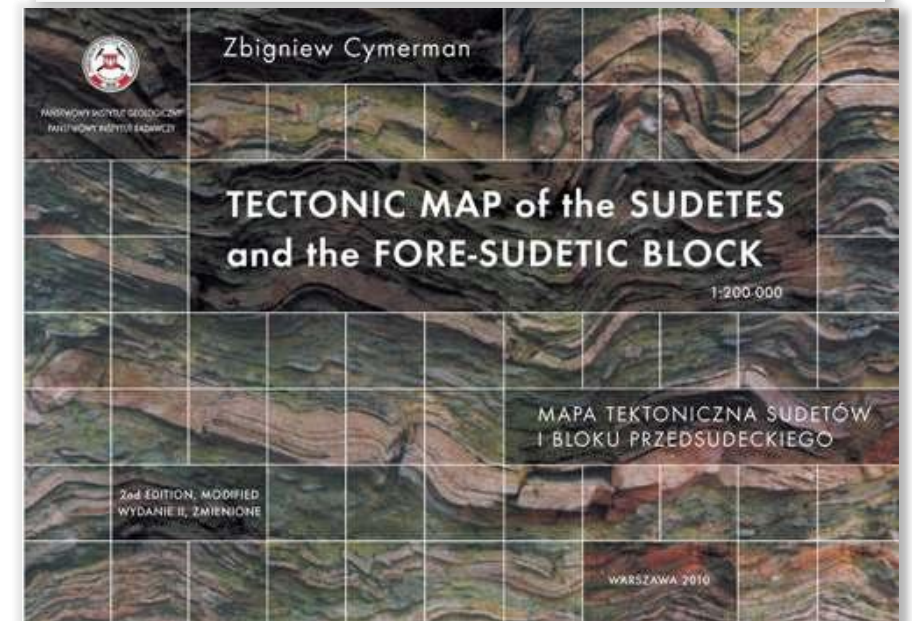 Zbigniew Cymerman
PAŃSTWOWY INSTYTUT GEOLOGICZNY
PAŃSTWOWY INSTYTUT BADAWCZY
TECTONIC MAP of the SUDETES
and the FORE-SUDETIC BLOCK
1:200 000
MAPA TEKTONICZNA SUDETÓW
I BLOKU PRZEDSUDECKIEGO
2nd EDITION, MODIFIED
WYDANIE II, ZMIENIONE
WARSZAWA 2010